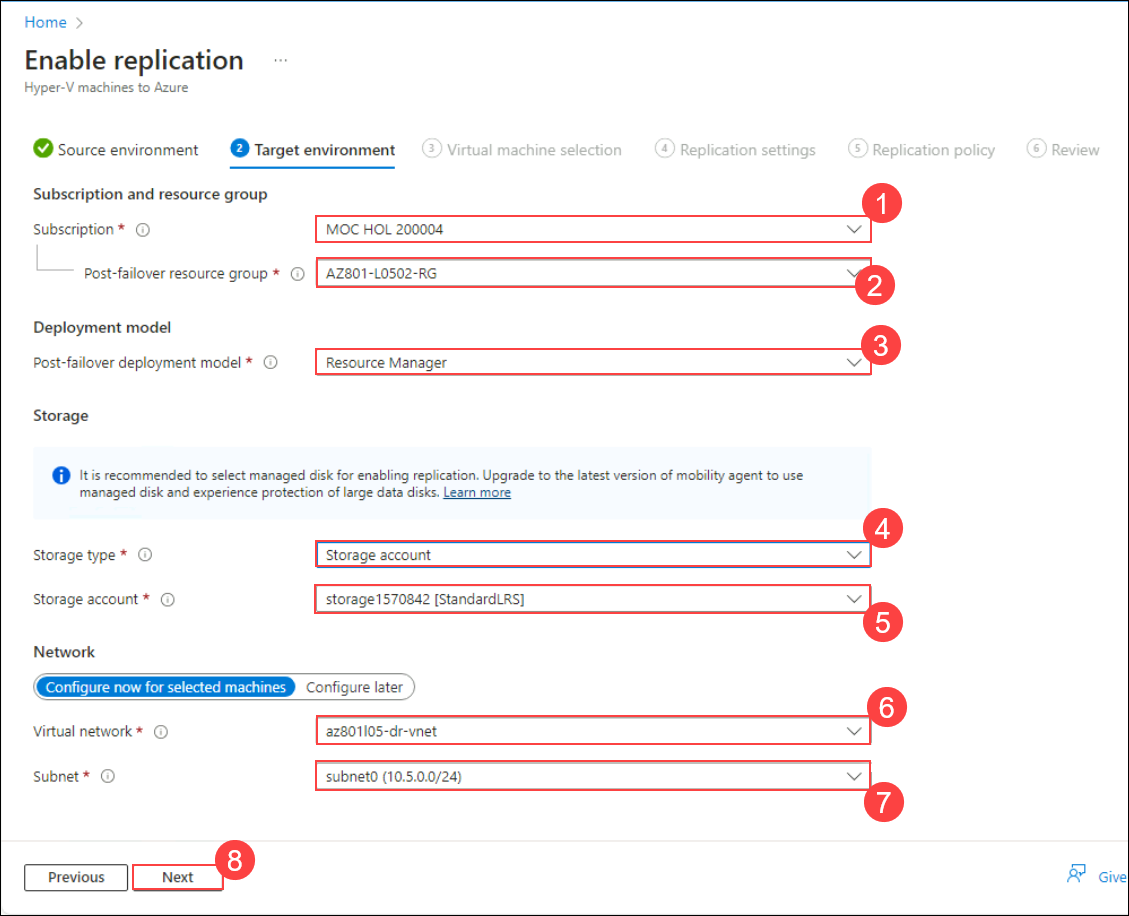 Home
Enable replication ...
Hyper-V machines to Azure
Source environment 2 Target environment 3 Virtual machine selection 4 Replication settings 5 Replication policy 6 Review
Subscription and resource group
1
Subscription * MOC HOL 200004
Post-failover resource group * AZ801-L0502-RG
2
Deployment model
3
Post-failover deployment model * Resource Manager
Storage
It is recommended to select managed disk for enabling replication. Upgrade to the latest version of mobility agent to use
managed disk and experience protection of large data disks. Learn more
4
Storage type * Storage account
Storage account * storage1570842 [StandardLRS]
5
Network
Configure now for selected machines Configure later
6
Virtual network * az801l05-dr-vnet
Subnet * subnet0 (10.5.0.0/24)
7
8
Previous Next Give